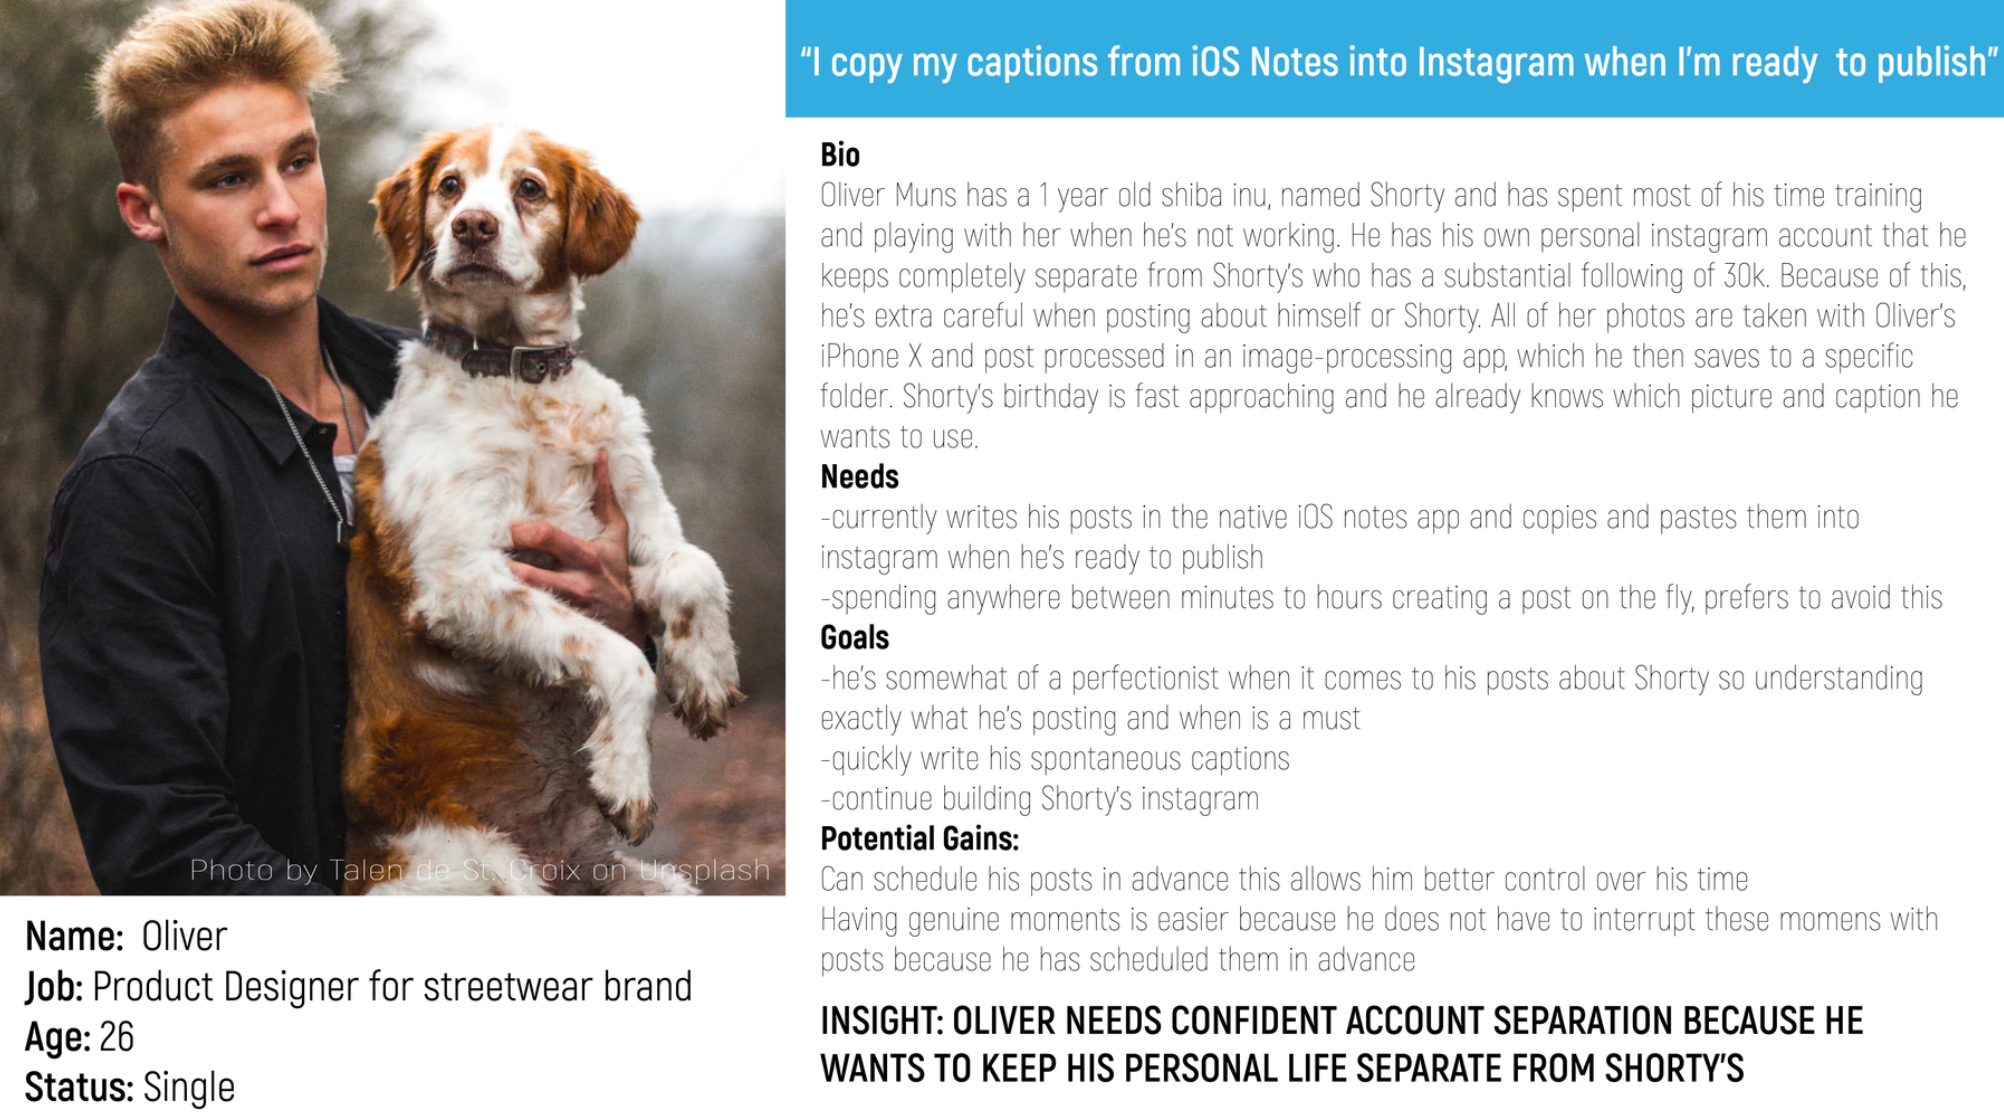 “I copy my captions from iOS Notes into Instagram when I’m ready to publish”
Bio
Oliver Muns has a 1 year old shiba inu, named Shorty and has spent most of his time training
and playing with her when he’s not working. He has his own personal instagram account that he
keeps completely separate from Shorty’s who has a substantial following of 30k. Because of this,
he’s extra careful when posting about himself or Shorty. All of her photos are taken with Oliver’s
iPhone X and post processed in an image-processing app, which he then saves to a specific
folder. Shorty’s birthday is fast approaching and he already knows which picture and caption he
wants to use.
Needs
-currently writes his posts in the native iOS notes app and copies and pastes them into
instagram when he’s ready to publish
-spending anywhere between minutes to hours creating a post on the fly, prefers to avoid this
Goals
-he’s somewhat of a perfectionist when it comes to his posts about Shorty so understanding
exactly what he’s posting and when is a must
-quickly write his spontaneous captions
-continue building Shorty’s instagram
Potential Gains:
Can schedule his posts in advance this allows him better control over his time
Having genuine moments is easier because he does not have to interrupt these momens with
posts because he has scheduled them in advance
INSIGHT: OLIVER NEEDS CONFIDENT ACCOUNT SEPARATION BECAUSE HE
WANTS TO KEEP HIS PERSONAL LIFE SEPARATE FROM SHORTY’S
Photo by Talen de St. Croix on Unsplash
Name: Oliver
Job: Product Designer for streetwear brand
Age: 26
Status: Single